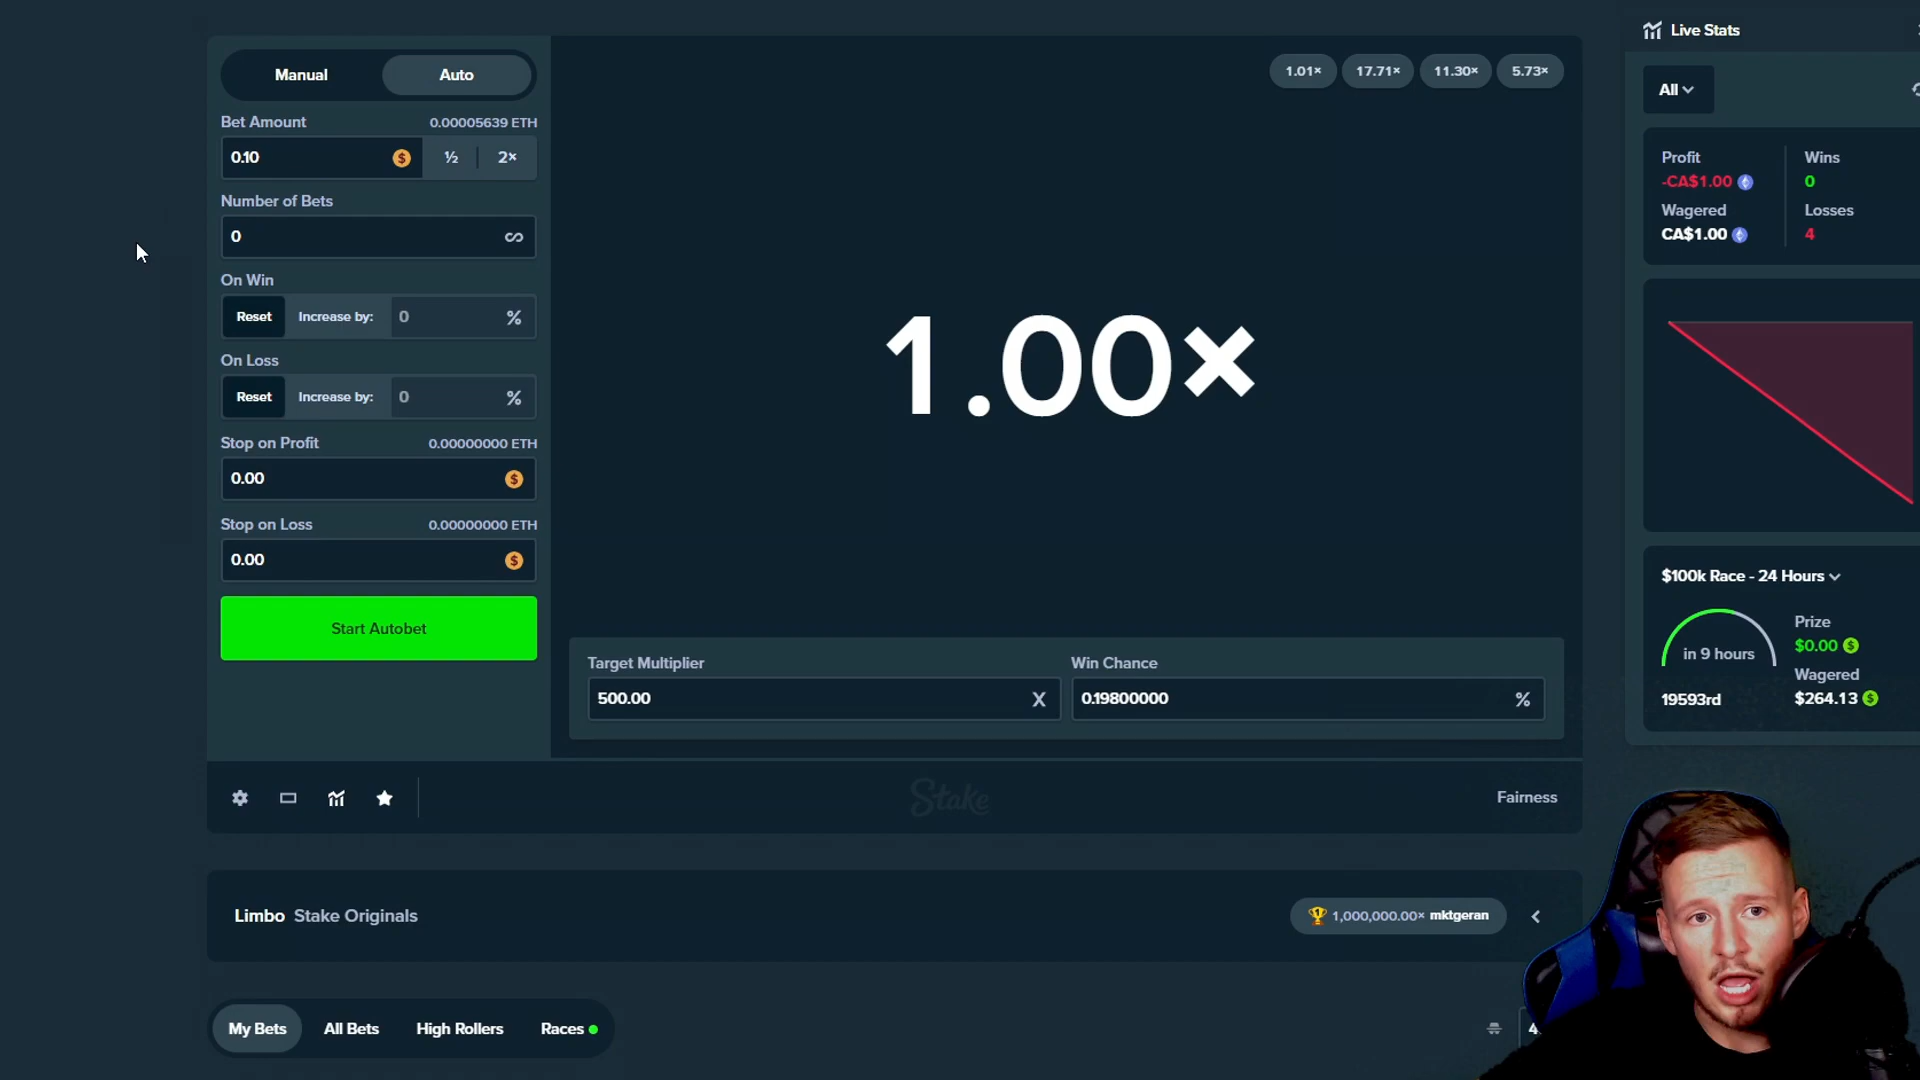 Manual
Auto
Bet Amount
0.00005639 ETH
0.10
½
2×
Number of Bets
0
On Win
Reset
Increase by:
0
%
On Loss
Reset
Increase by:
0
%
Stop on Profit
0.00000000 ETH
0.00
Stop on Loss
0.00000000 ETH
0.00
Start Autobet
1.01×
17.71×
11.30×
5.73×
1.00×
Target Multiplier
500.00
X
Win Chance
0.19800000
%
Stake
Fairness
Limbo Stake Originals
1,000,000.00× mktgeran
My Bets
All Bets
High Rollers
Races
Live Stats
All
Profit
-CA$1.00
Wins
0
Wagered
CA$1.00
Losses
4
$100k Race - 24 Hours
in 9 hours
19593rd
Prize
$0.00
Wagered
$264.13